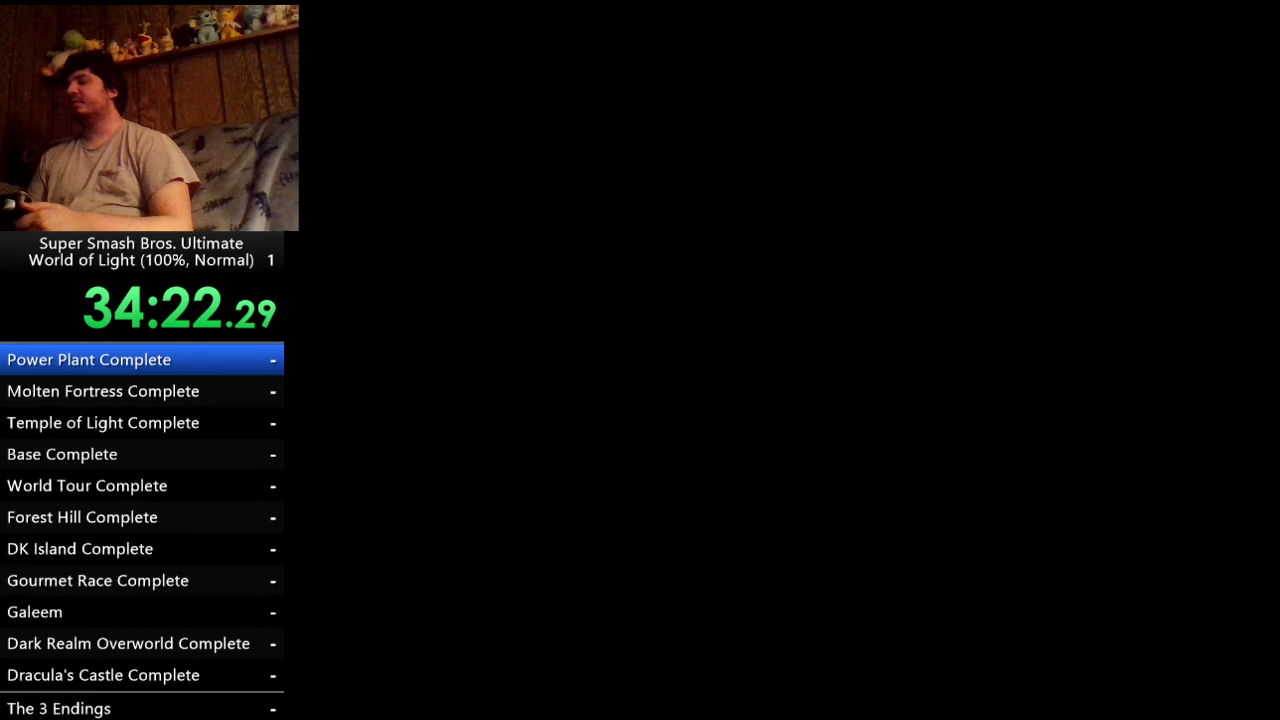 Super Smash Bros. Ultimate
World of Light (100%, Normal) 1
34:22.29
Power Plant Complete -
Molten Fortress Complete -
Temple of Light Complete -
Base Complete -
World Tour Complete -
Forest Hill Complete -
DK Island Complete -
Gourmet Race Complete -
Galeem -
Dark Realm Overworld Complete -
Dracula's Castle Complete -
The 3 Endings -